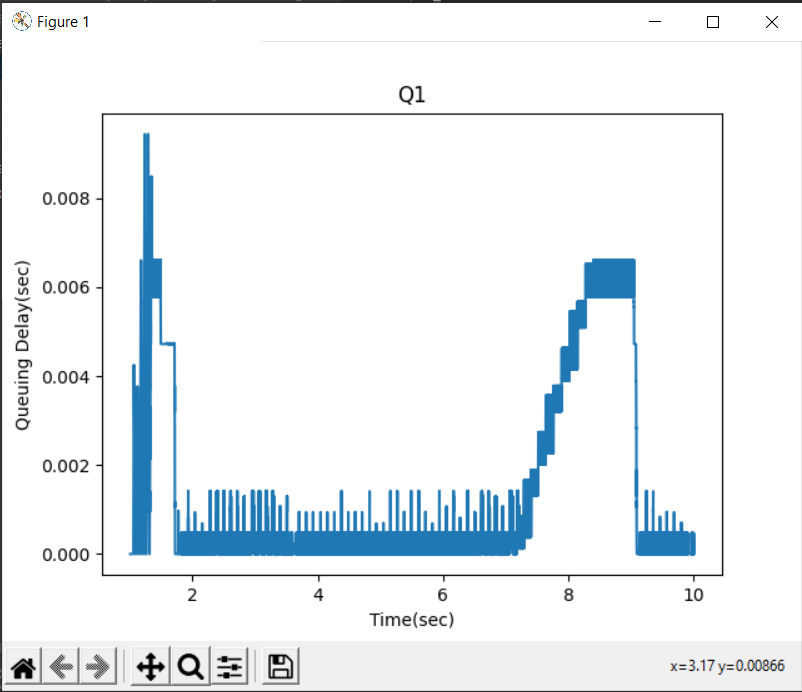 Figure 1
Q1
0.008
0.006
0.004
0.002
0.000
Queuing Delay(sec)
2 4 6 8 10
Time(sec)
x=3.17 y=0.00866